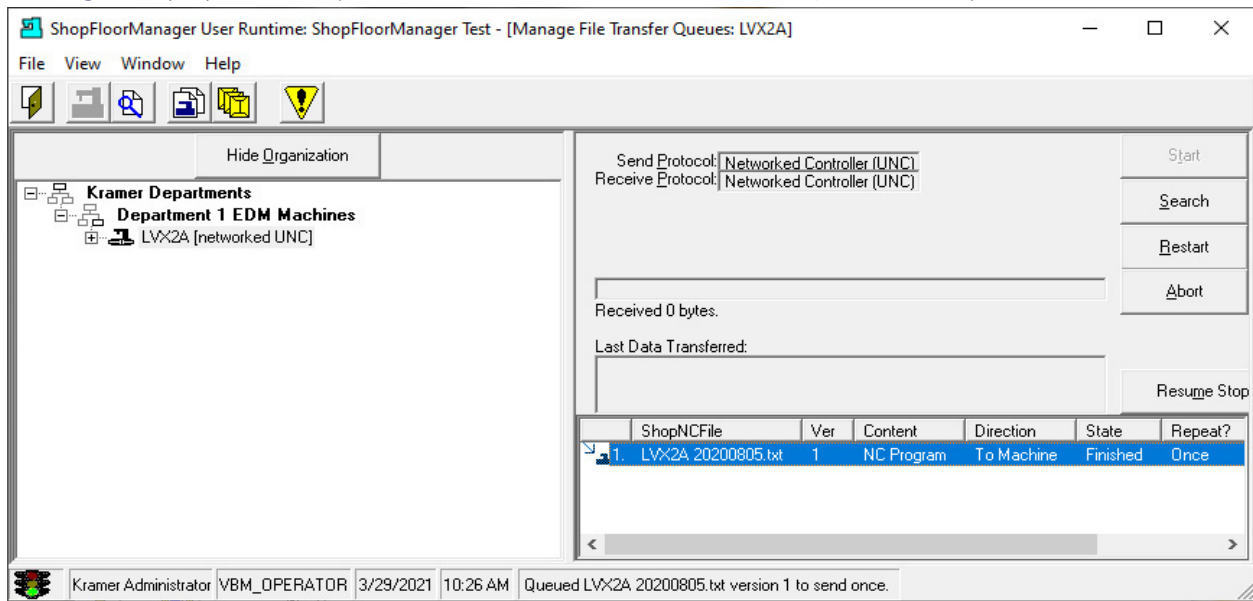 ShopFloorManager User Runtime: ShopFloorManager Test - [Manage File Transfer Queues: LVX2A]
File View Window Help
Hide Organization
Kramer Departments
Department 1 EDM Machines
LVX2A [networked UNC]
Send Protocol: Networked Controller (UNC)
Receive Protocol: Networked Controller (UNC)
Start
Search
Restart
Abort
Received 0 bytes.
Last Data Transferred:
Resume Stop
ShopNCFile Ver Content Direction State Repeat?
1. LVX2A 20200805.txt 1 NC Program To Machine Finished Once
Kramer Administrator VBM_OPERATOR 3/29/2021 10:26 AM Queued LVX2A 20200805.txt version 1 to send once.